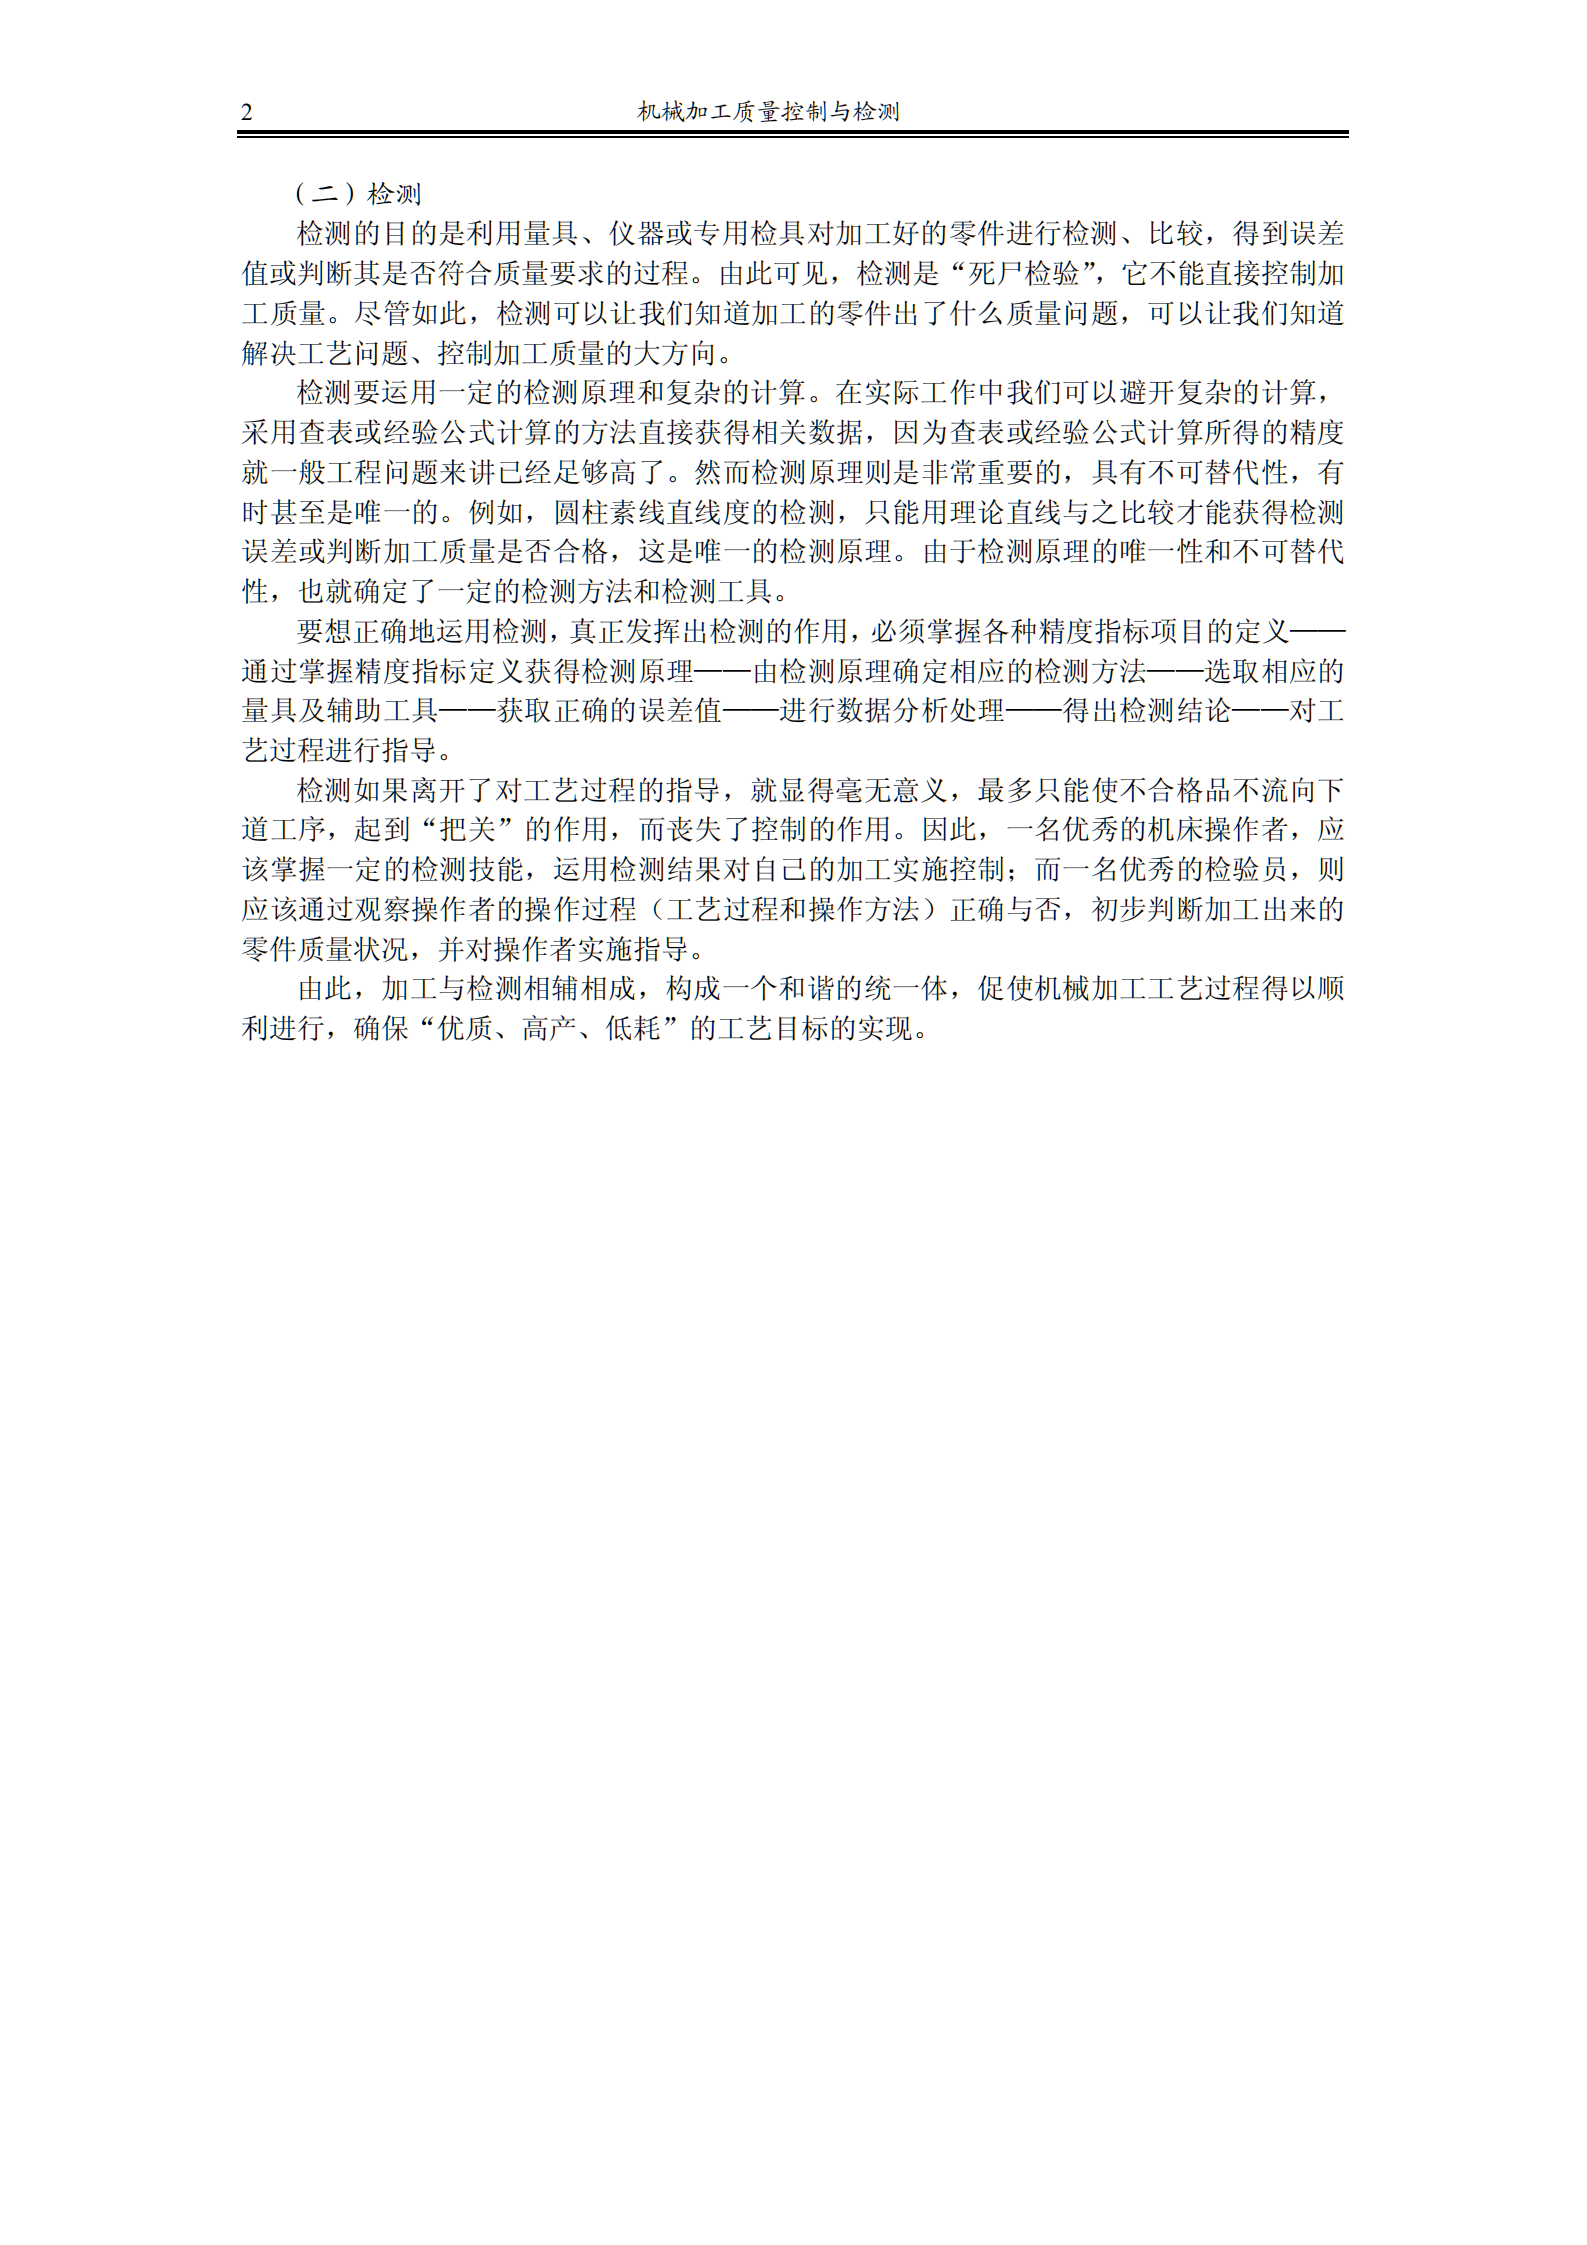 2 机械加工质量控制与检测
（二）检测
检测的目的是利用量具、仪器或专用检具对加工好的零件进行检测、比较，得到误差
值或判断其是否符合质量要求的过程。由此可见，检测是“死尸检验”，它不能直接控制加
工质量。尽管如此，检测可以让我们知道加工的零件出了什么质量问题，可以让我们知道
解决工艺问题、控制加工质量的大方向。
检测要运用一定的检测原理和复杂的计算。在实际工作中我们可以避开复杂的计算，
采用查表或经验公式计算的方法直接获得相关数据，因为查表或经验公式计算所得的精度
就一般工程问题来讲已经足够高了。然而检测原理则是非常重要的，具有不可替代性，有
时甚至是唯一的。例如，圆柱素线直线度的检测，只能用理论直线与之比较才能获得检测
误差或判断加工质量是否合格，这是唯一的检测原理。由于检测原理的唯一性和不可替代
性，也就确定了一定的检测方法和检测工具。
要想正确地运用检测，真正发挥出检测的作用，必须掌握各种精度指标项目的定义——
通过掌握精度指标定义获得检测原理——由检测原理确定相应的检测方法——选取相应的
量具及辅助工具——获取正确的误差值——进行数据分析处理——得出检测结论——对工
艺过程进行指导。
检测如果离开了对工艺过程的指导，就显得毫无意义，最多只能使不合格品不流向下
道工序，起到“把关”的作用，而丧失了控制的作用。因此，一名优秀的机床操作者，应
该掌握一定的检测技能，运用检测结果对自己的加工实施控制；而一名优秀的检验员，则
应该通过观察操作者的操作过程（工艺过程和操作方法）正确与否，初步判断加工出来的
零件质量状况，并对操作者实施指导。
由此，加工与检测相辅相成，构成一个和谐的统一体，促使机械加工工艺过程得以顺
利进行，确保“优质、高产、低耗”的工艺目标的实现。